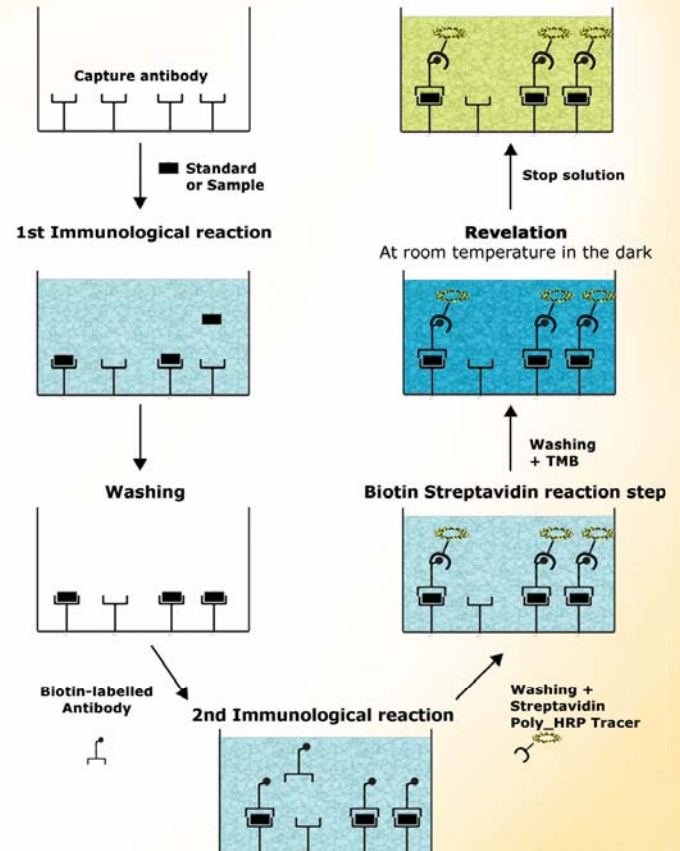 Capture antibody
Standard
or Sample
1st Immunological reaction
Washing
Biotin-labelled
Antibody
2nd Immunological reaction
Washing +
Streptavidin
Poly_HRP Tracer
Biotin Streptavidin reaction step
Washing
+ TMB
Revelation
At room temperature in the dark
Stop solution